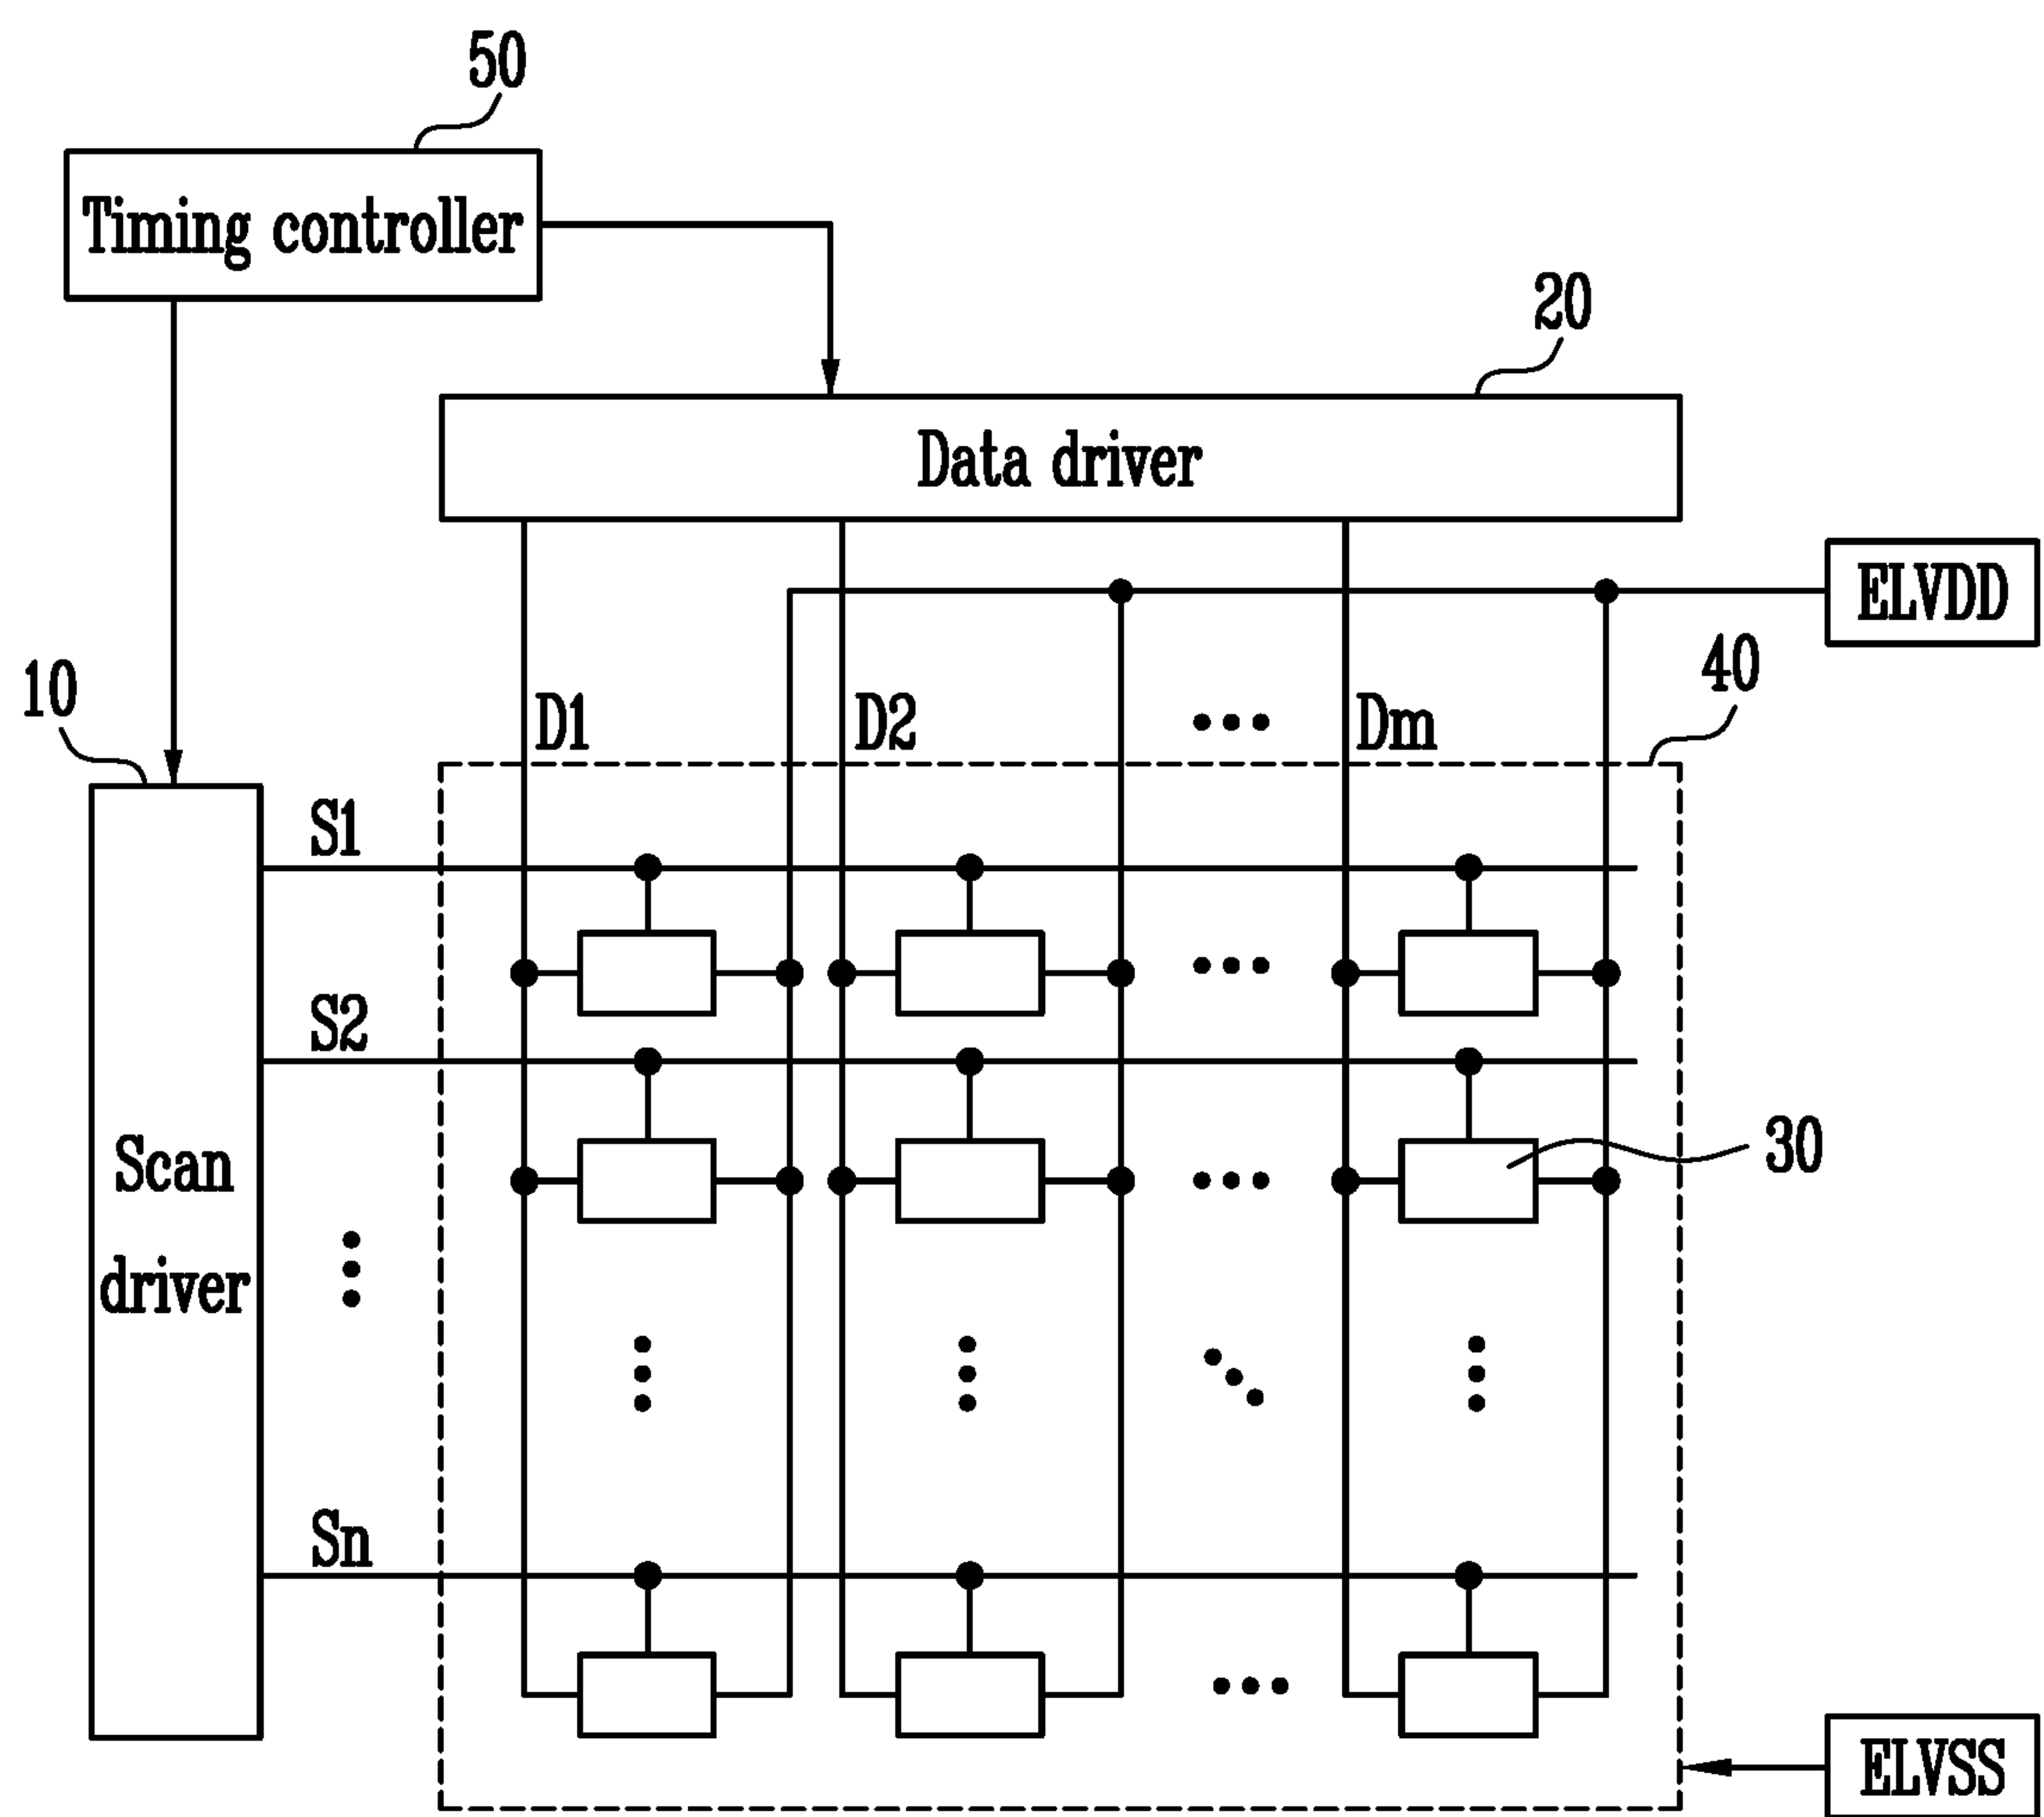 50
Timing controller
20
Data driver
ELVDD
40
10
D1
D2
Dm
S1
S2
30
Scan
driver
Sn
ELVSS